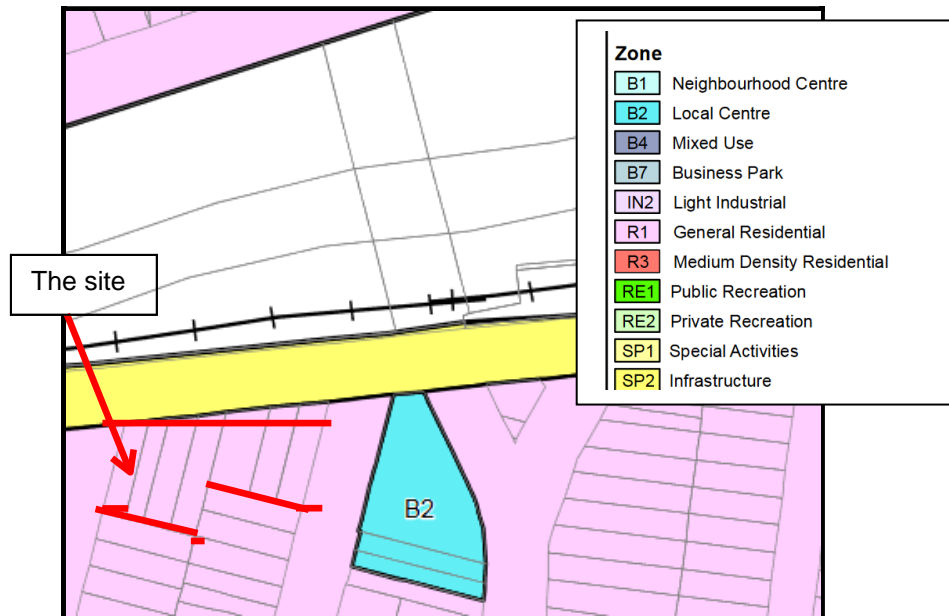 Zone
B1 Neighbourhood Centre
B2 Local Centre
B4 Mixed Use
B7 Business Park
IN2 Light Industrial
R1 General Residential
R3 Medium Density Residential
RE1 Public Recreation
RE2 Private Recreation
SP1 Special Activities
SP2 Infrastructure
The site
B2